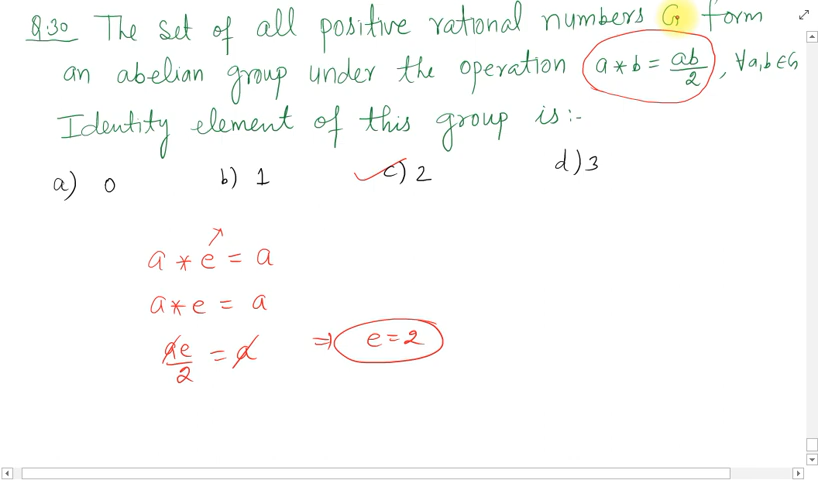 Q.30 The set of all positive rational numbers G form
an abelian group under the operation a * b = ab/2, ∀a,b∈G
Identity element of this group is:-
a) 0 b) 1 c) 2 d) 3
a * e = a
a * e = a
ae/2 = a ⇒ e = 2